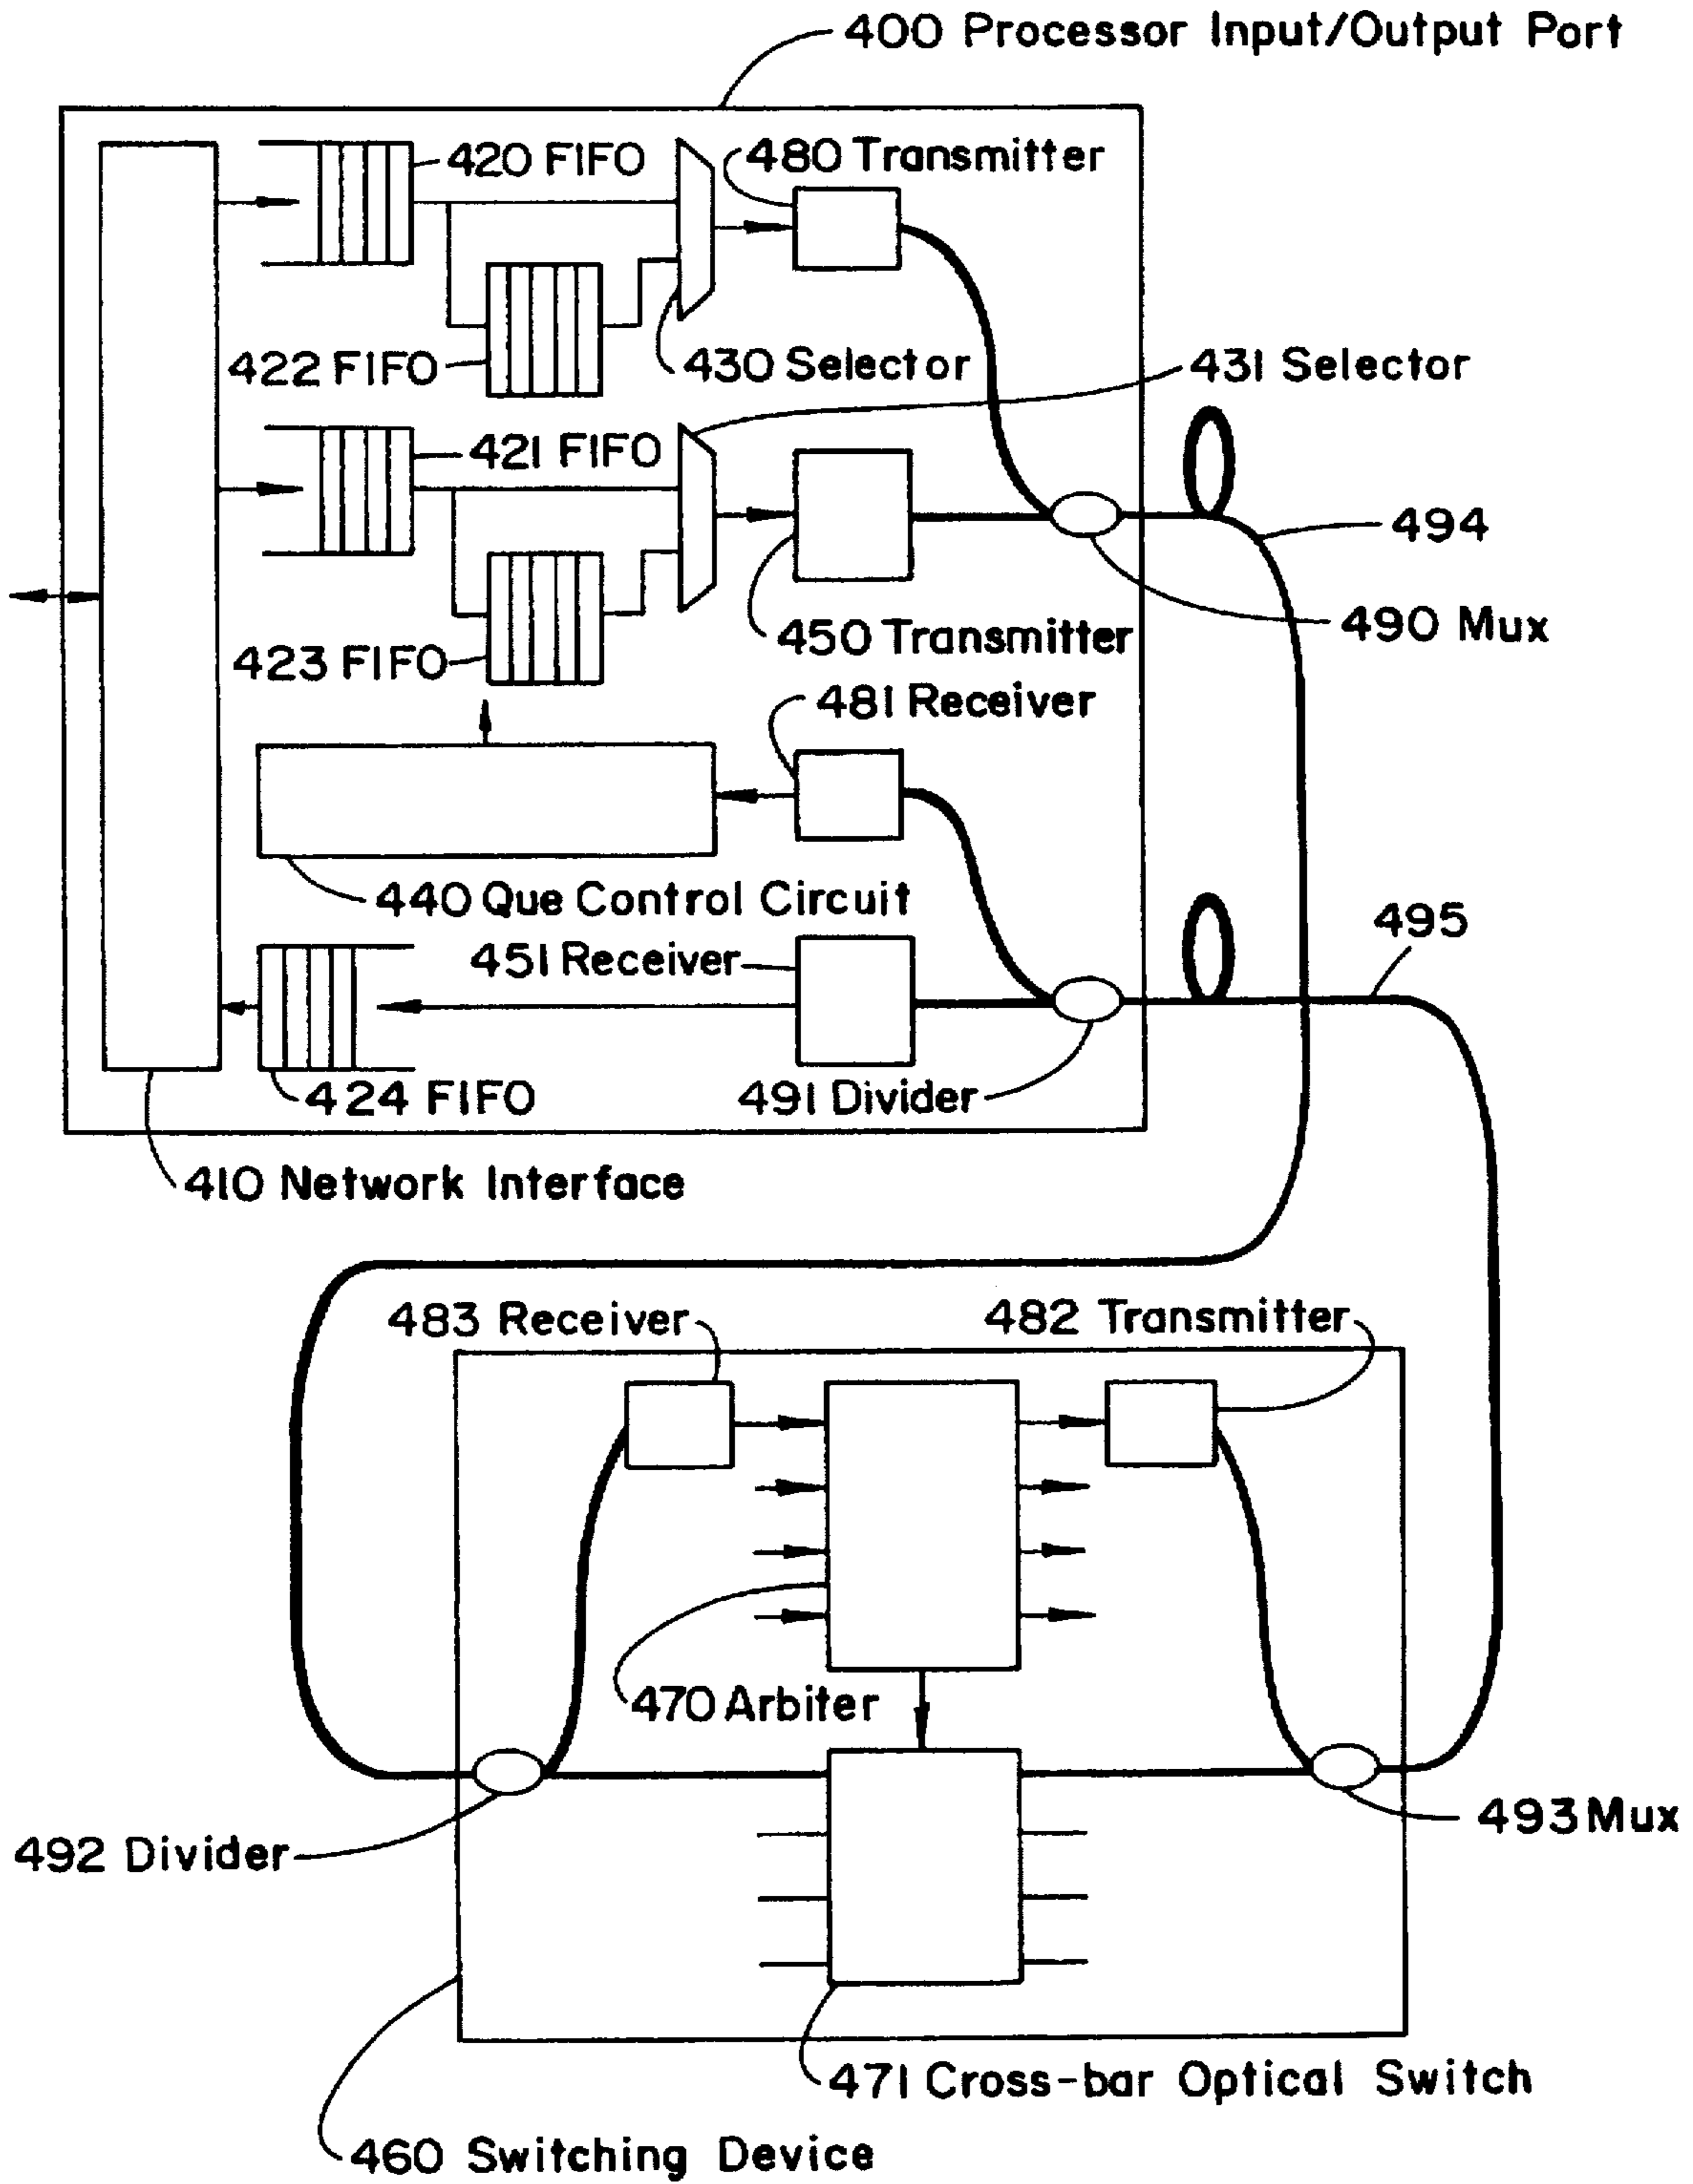 400 Processor Input/Output Port
420 FIFO
480 Transmitter
422 FIFO
430 Selector
431 Selector
421 FIFO
494
450 Transmitter
490 Mux
423 FIFO
481 Receiver
440 Que Control Circuit
495
451 Receiver
424 FIFO
491 Divider
410 Network Interface
483 Receiver
482 Transmitter
470 Arbiter
493 Mux
492 Divider
471 Cross-bar Optical Switch
460 Switching Device